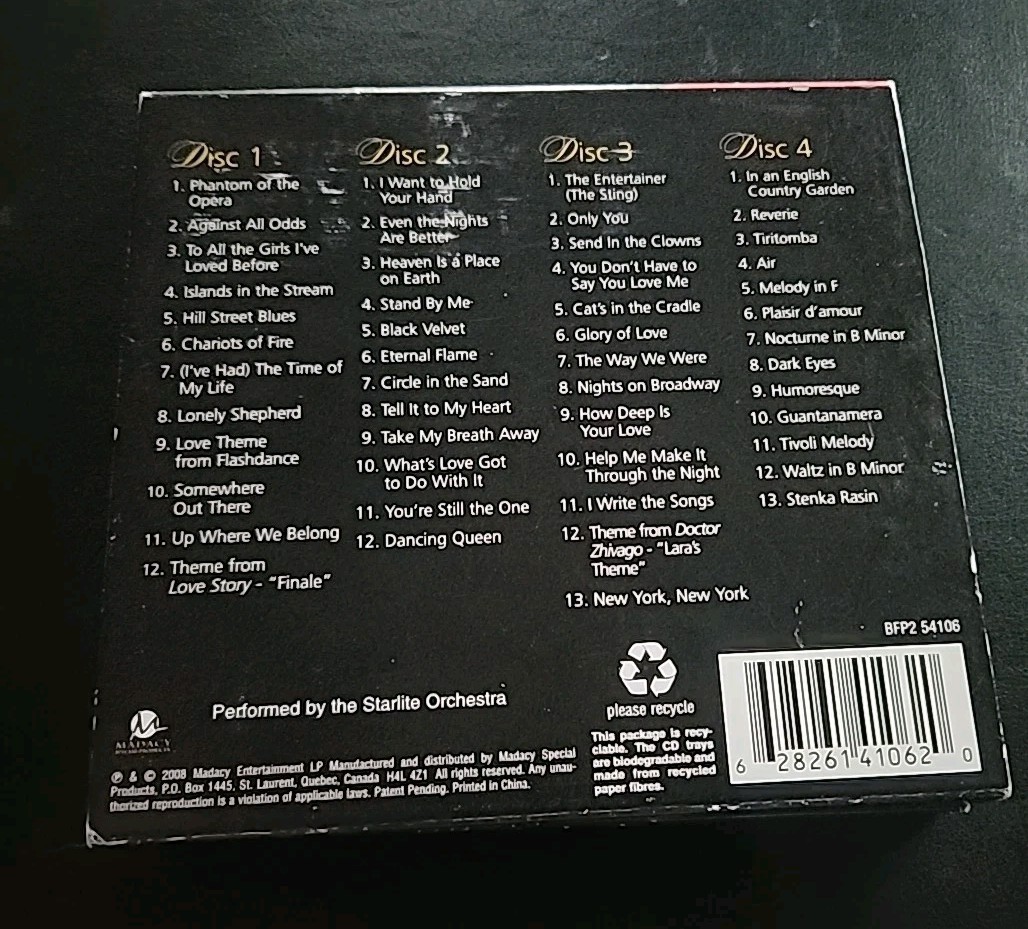 Disc 1
1. Phantom of the
Opera
2. Against All Odds
3. To All the Girls I've
Loved Before
4. Islands in the Stream
5. Hill Street Blues
6. Chariots of Fire
7. (I've Had) The Time of
My Life
8. Lonely Shepherd
9. Love Theme
from Flashdance
10. Somewhere
Out There
11. Up Where We Belong
12. Theme from
Love Story - "Finale"
Disc 2
1. I Want to Hold
Your Hand
2. Even the Nights
Are Better
3. Heaven Is a Place
on Earth
4. Stand By Me
5. Black Velvet
6. Eternal Flame
7. Circle in the Sand
8. Tell It to My Heart
9. Take My Breath Away
10. What's Love Got
to Do With It
11. You're Still the One
12. Dancing Queen
Disc 3
1. The Entertainer
(The Sting)
2. Only You
3. Send In the Clowns
4. You Don't Have to
Say You Love Me
5. Cat's in the Cradle
6. Glory of Love
7. The Way We Were
8. Nights on Broadway
9. How Deep Is
Your Love
10. Help Me Make It
Through the Night
11. I Write the Songs
12. Theme from Doctor
Zhivago - "Lara's
Theme"
13. New York, New York
Disc 4
1. In an English
Country Garden
2. Reverie
3. Tiritomba
4. Air
5. Melody in F
6. Plaisir d'amour
7. Nocturne in B Minor
8. Dark Eyes
9. Humoresque
10. Guantanamera
11. Tivoli Melody
12. Waltz in B Minor
13. Stenka Rasin
BFP2 54106
Performed by the Starlite Orchestra
MADACY
please recycle
This package is recy-
clable. The CD trays
are biodegradable and
made from recycled
paper fibres.
6 28261 41062 0
℗ & © 2008 Madacy Entertainment LP Manufactured and distributed by Madacy Special
Products, P.O. Box 1445, St. Laurent, Quebec, Canada H4L 4Z1 All rights reserved. Any unau-
thorized reproduction is a violation of applicable laws. Patent Pending. Printed in China.